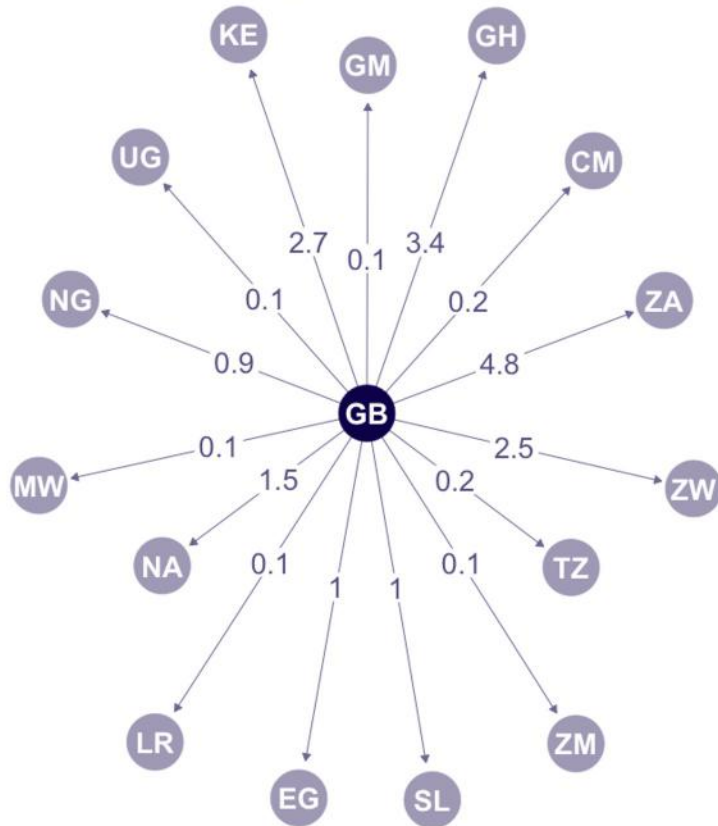 KE
GH
GM
UG
CM
2.7
3.4
0.1
NG
0.1
0.2
ZA
0.9
4.8
GB
0.1
2.5
MW
1.5
0.2
ZW
NA
0.1
0.1
TZ
1
1
LR
ZM
EG
SL